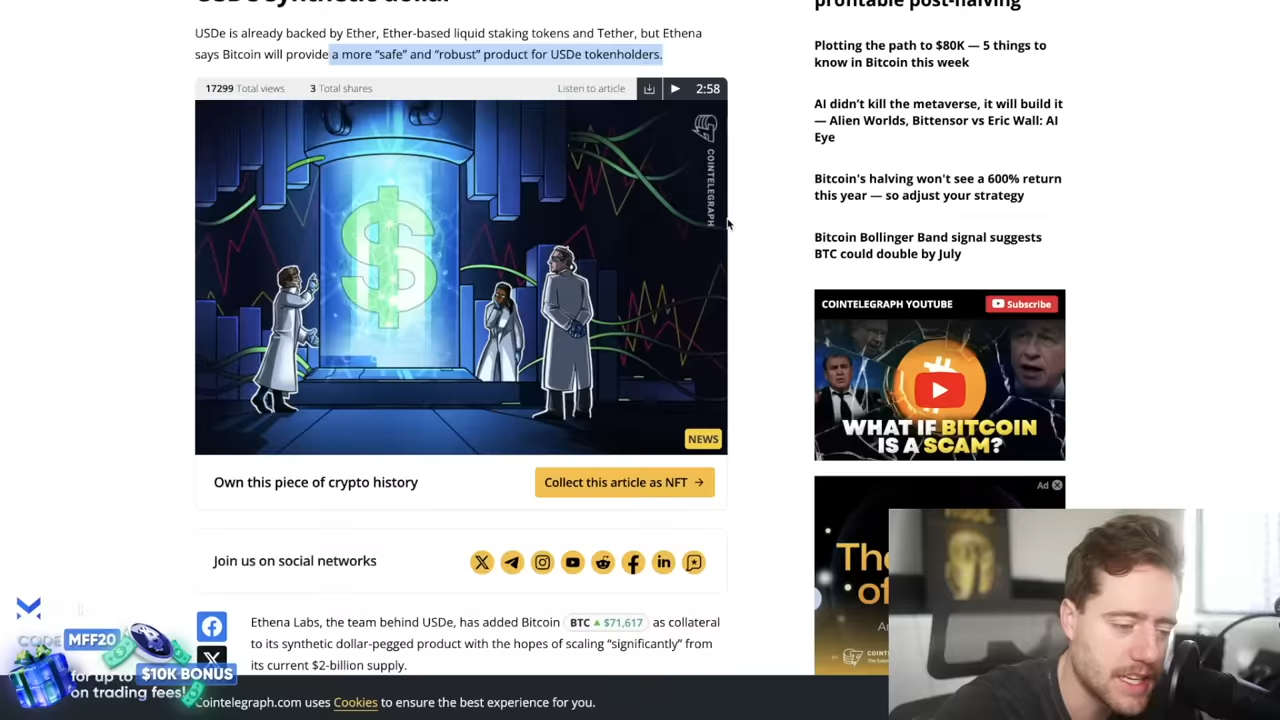 USDe is already backed by Ether, Ether-based liquid staking tokens and Tether, but Ethena
says Bitcoin will provide a more “safe” and “robust” product for USDe tokenholders.
17299 Total views
3 Total shares
Listen to article
2:58
COINTELEGRAPH
NEWS
Own this piece of crypto history
Collect this article as NFT →
Join us on social networks
Ethena Labs, the team behind USDe, has added Bitcoin BTC ▲ $71,617 as collateral
to its synthetic dollar-pegged product with the hopes of scaling “significantly” from
its current $2-billion supply.
Cointelegraph.com uses Cookies to ensure the best experience for you.
profitable post-halving
Plotting the path to $80K — 5 things to
know in Bitcoin this week
AI didn’t kill the metaverse, it will build it
— Alien Worlds, Bittensor vs Eric Wall: AI
Eye
Bitcoin's halving won't see a 600% return
this year — so adjust your strategy
Bitcoin Bollinger Band signal suggests
BTC could double by July
COINTELEGRAPH YOUTUBE
Subscribe
WHAT IF BITCOIN
IS A SCAM?
Ad
CODE MFF20
for up to $10K BONUS
on trading fees!